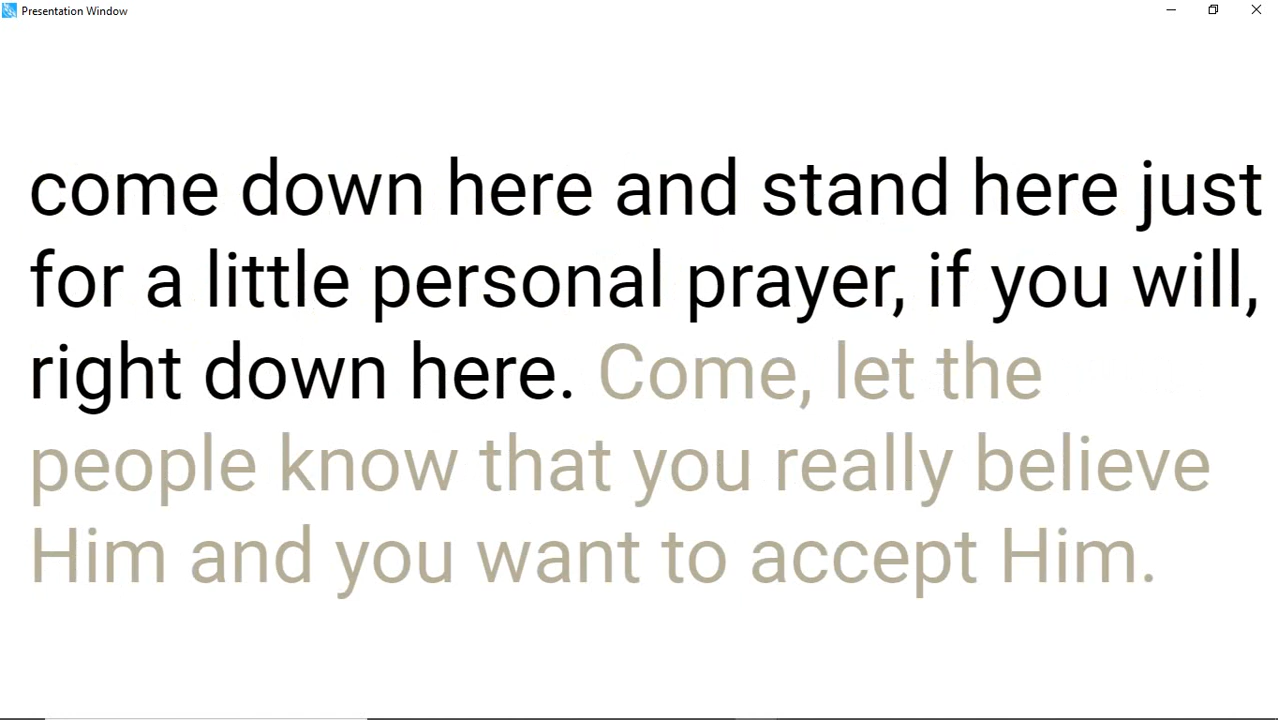 Presentation Window
come down here and stand here just
for a little personal prayer, if you will,
right down here. Come, let the
people know that you really believe
Him and you want to accept Him.